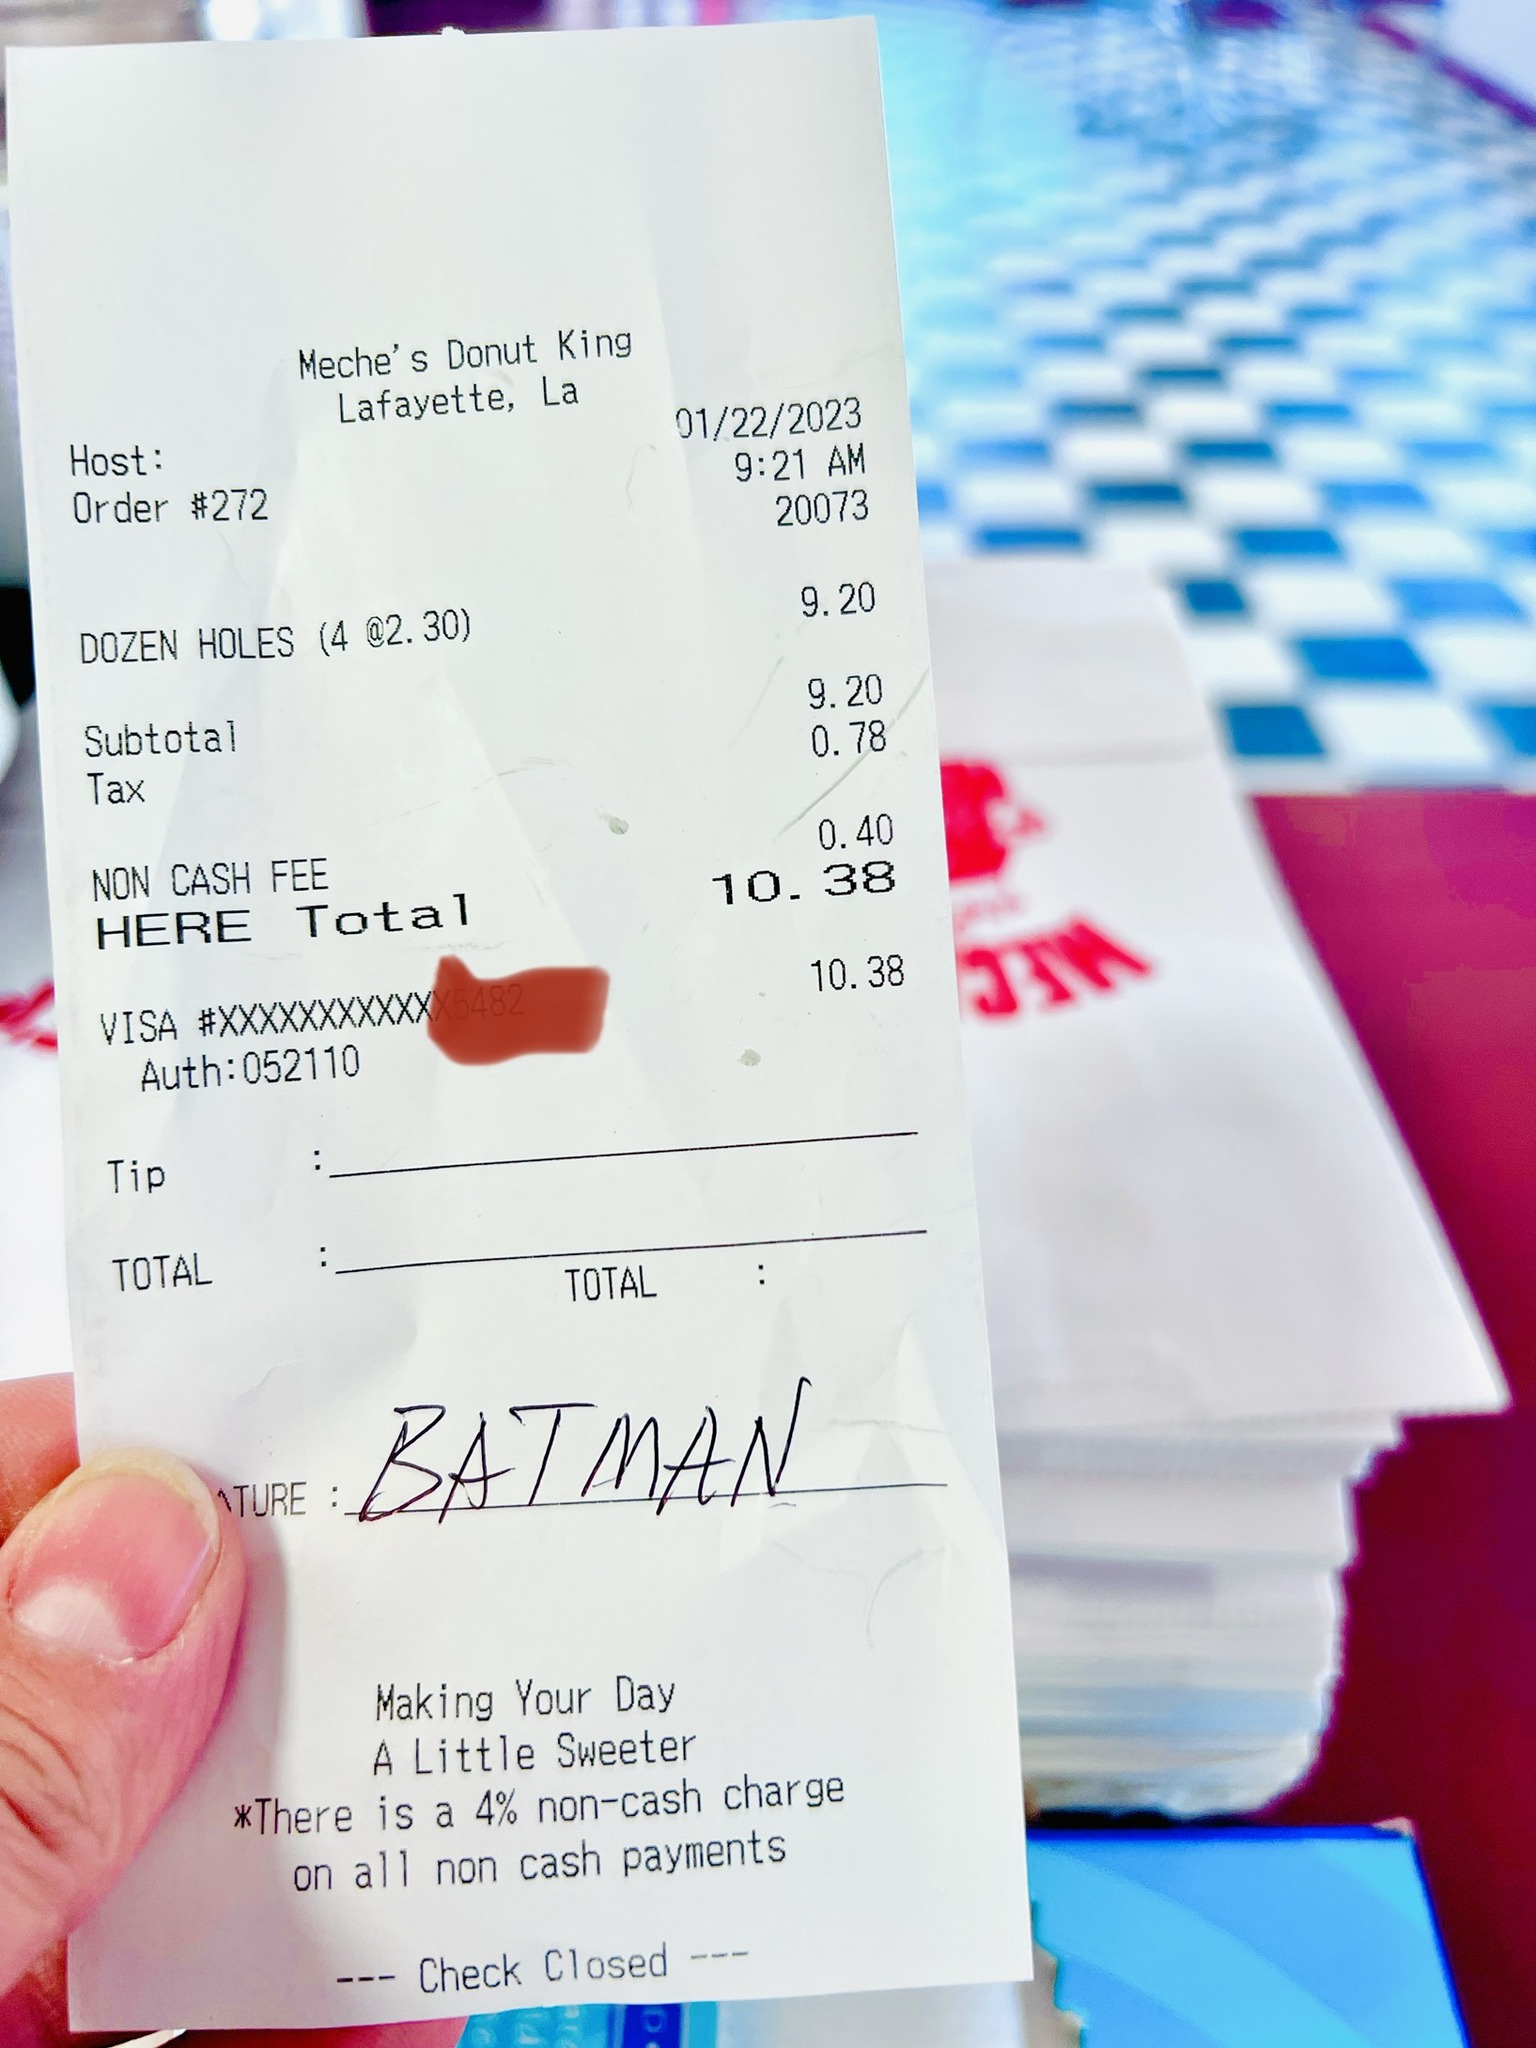 Meche's Donut King
Lafayette, La
01/22/2023
Host: 9:21 AM
Order #272 20073
9.20
DOZEN HOLES (4 @2.30)
9.20
Subtotal 0.78
Tax
0.40
NON CASH FEE 10.38
HERE Total
10.38
VISA #XXXXXXXXXXXX5482
Auth:052110
Tip :
TOTAL :
TOTAL :
ATURE : BATMAN
Making Your Day
A Little Sweeter
*There is a 4% non-cash charge
on all non cash payments
--- Check Closed ---